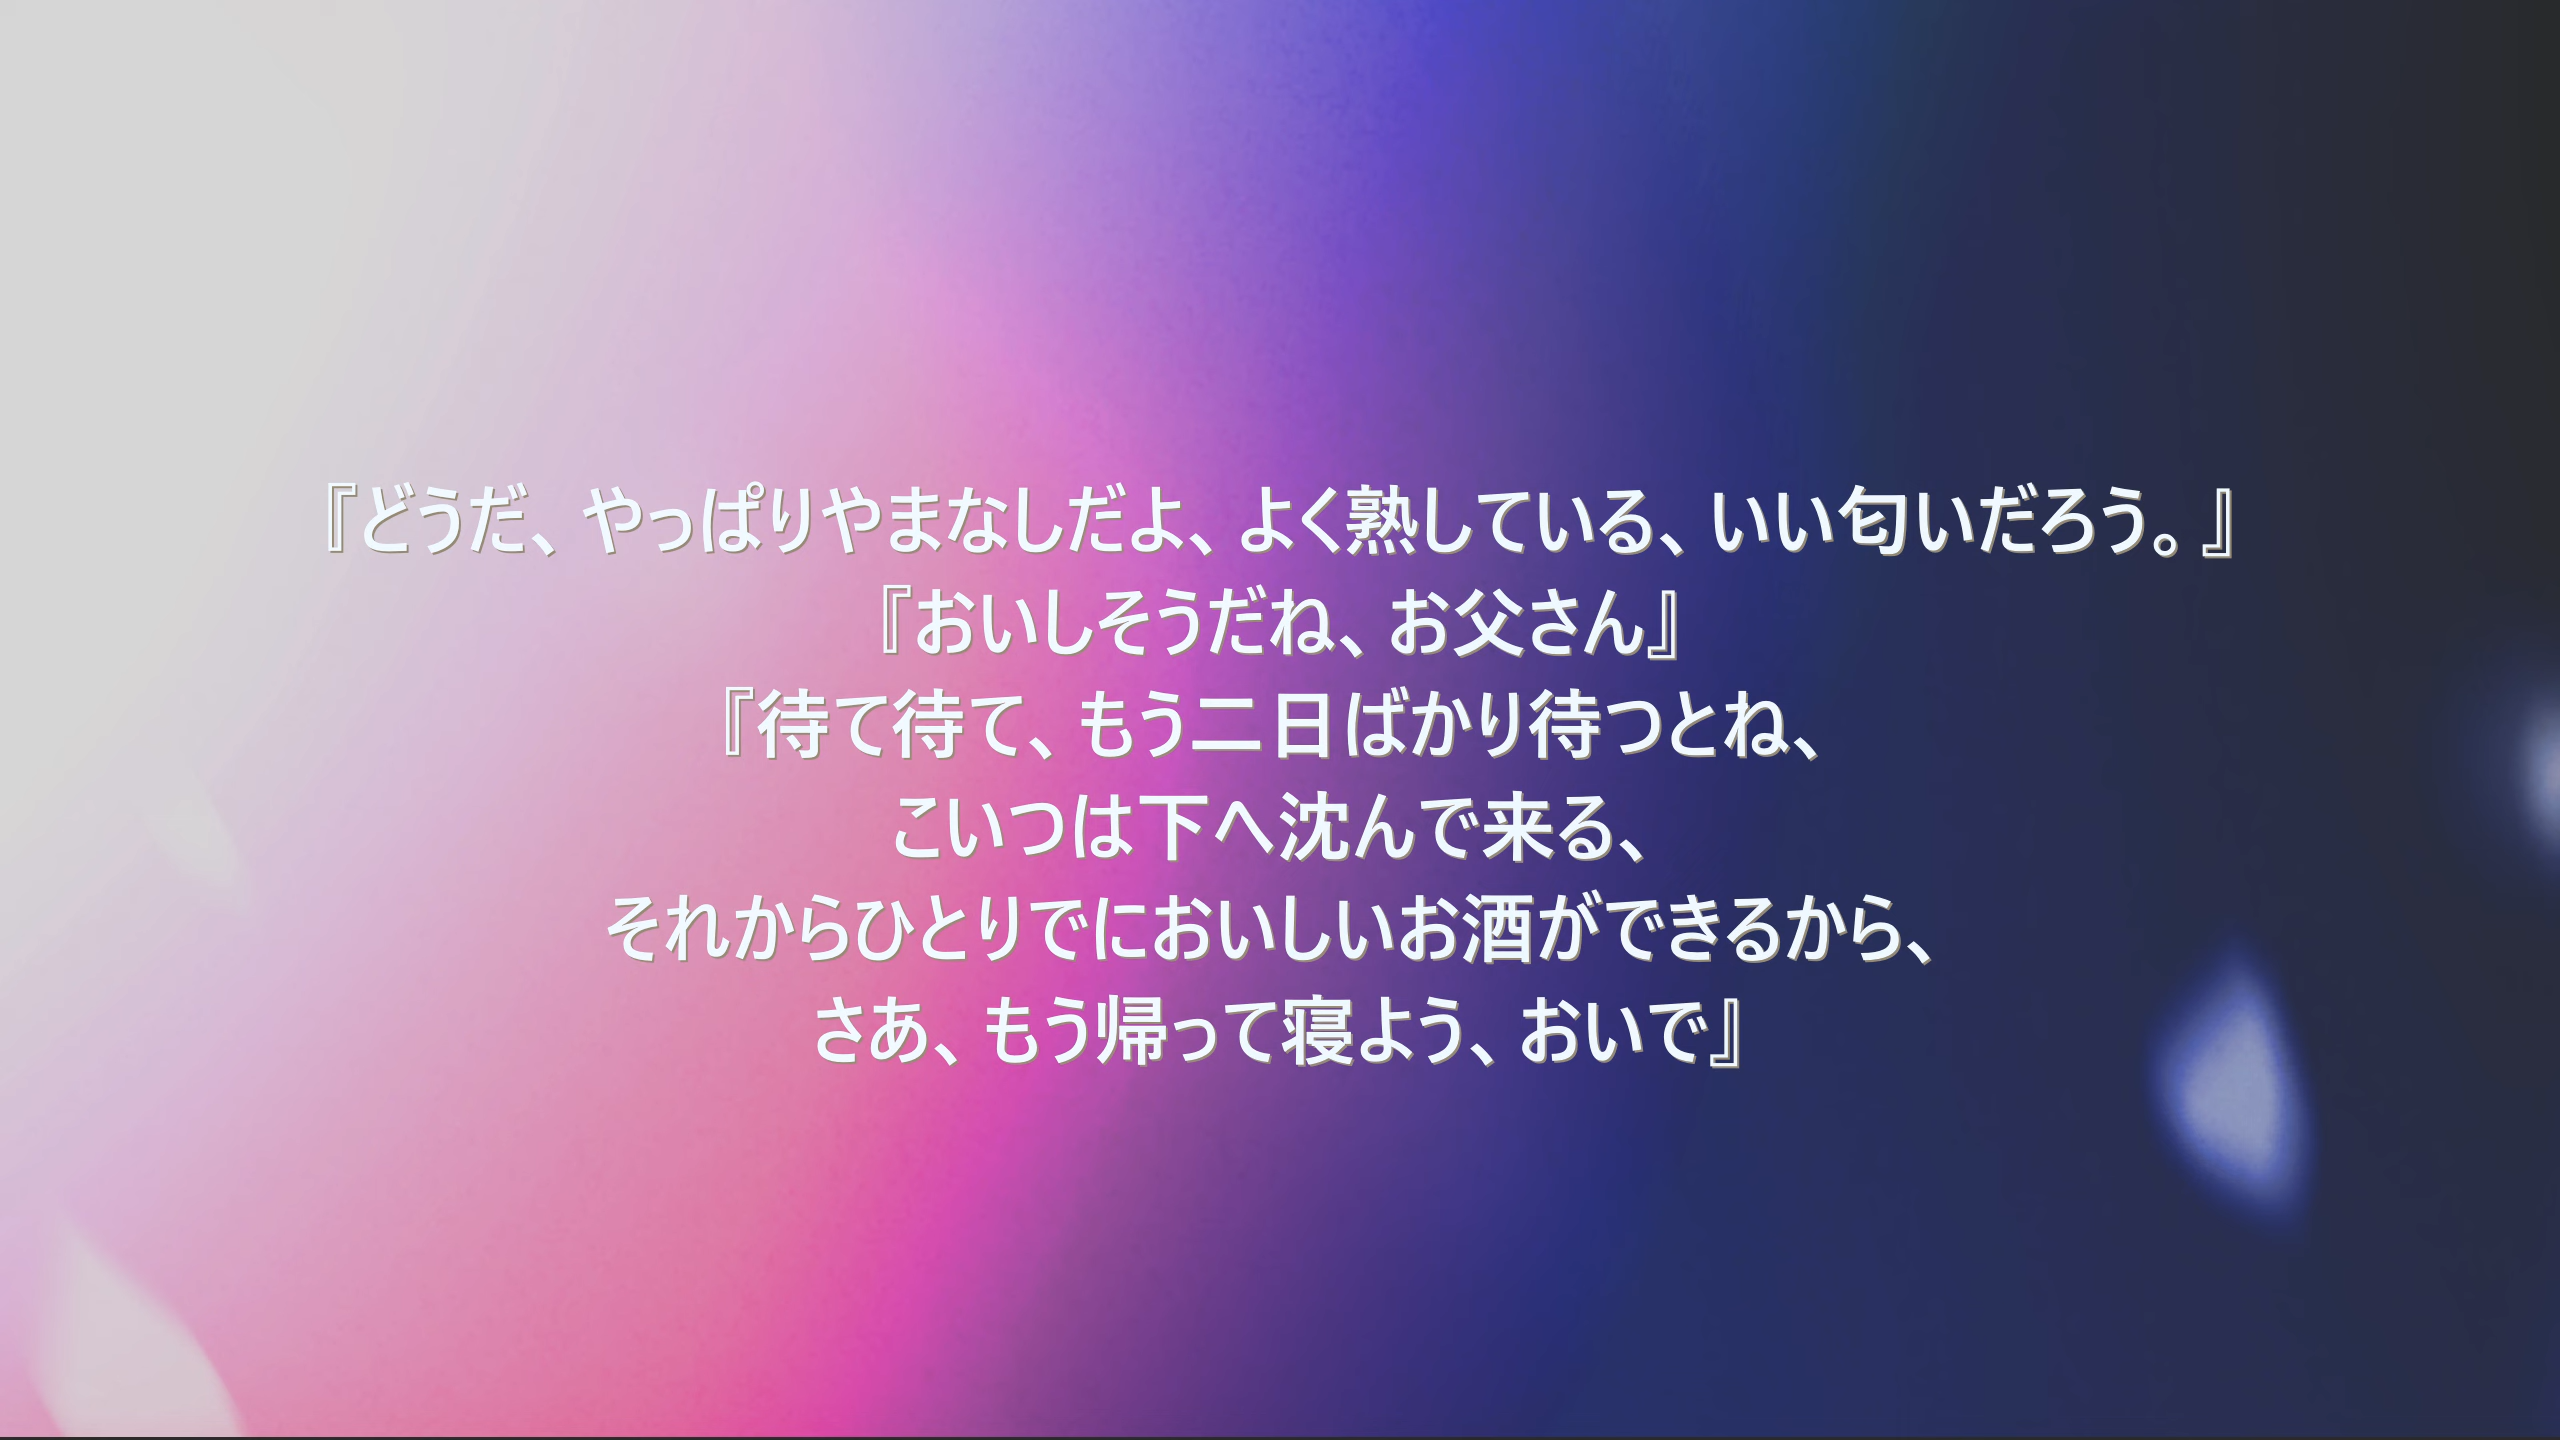 『どうだ、やっぱりやまなしだよ、よく熟している、いい匂いだろう。』
『おいしそうだね、お父さん』
『待て待て、もう二日ばかり待つとね、
こいつは下へ沈んで来る、
それからひとりでにおいしいお酒ができるから、
さあ、もう帰って寝よう、おいで』